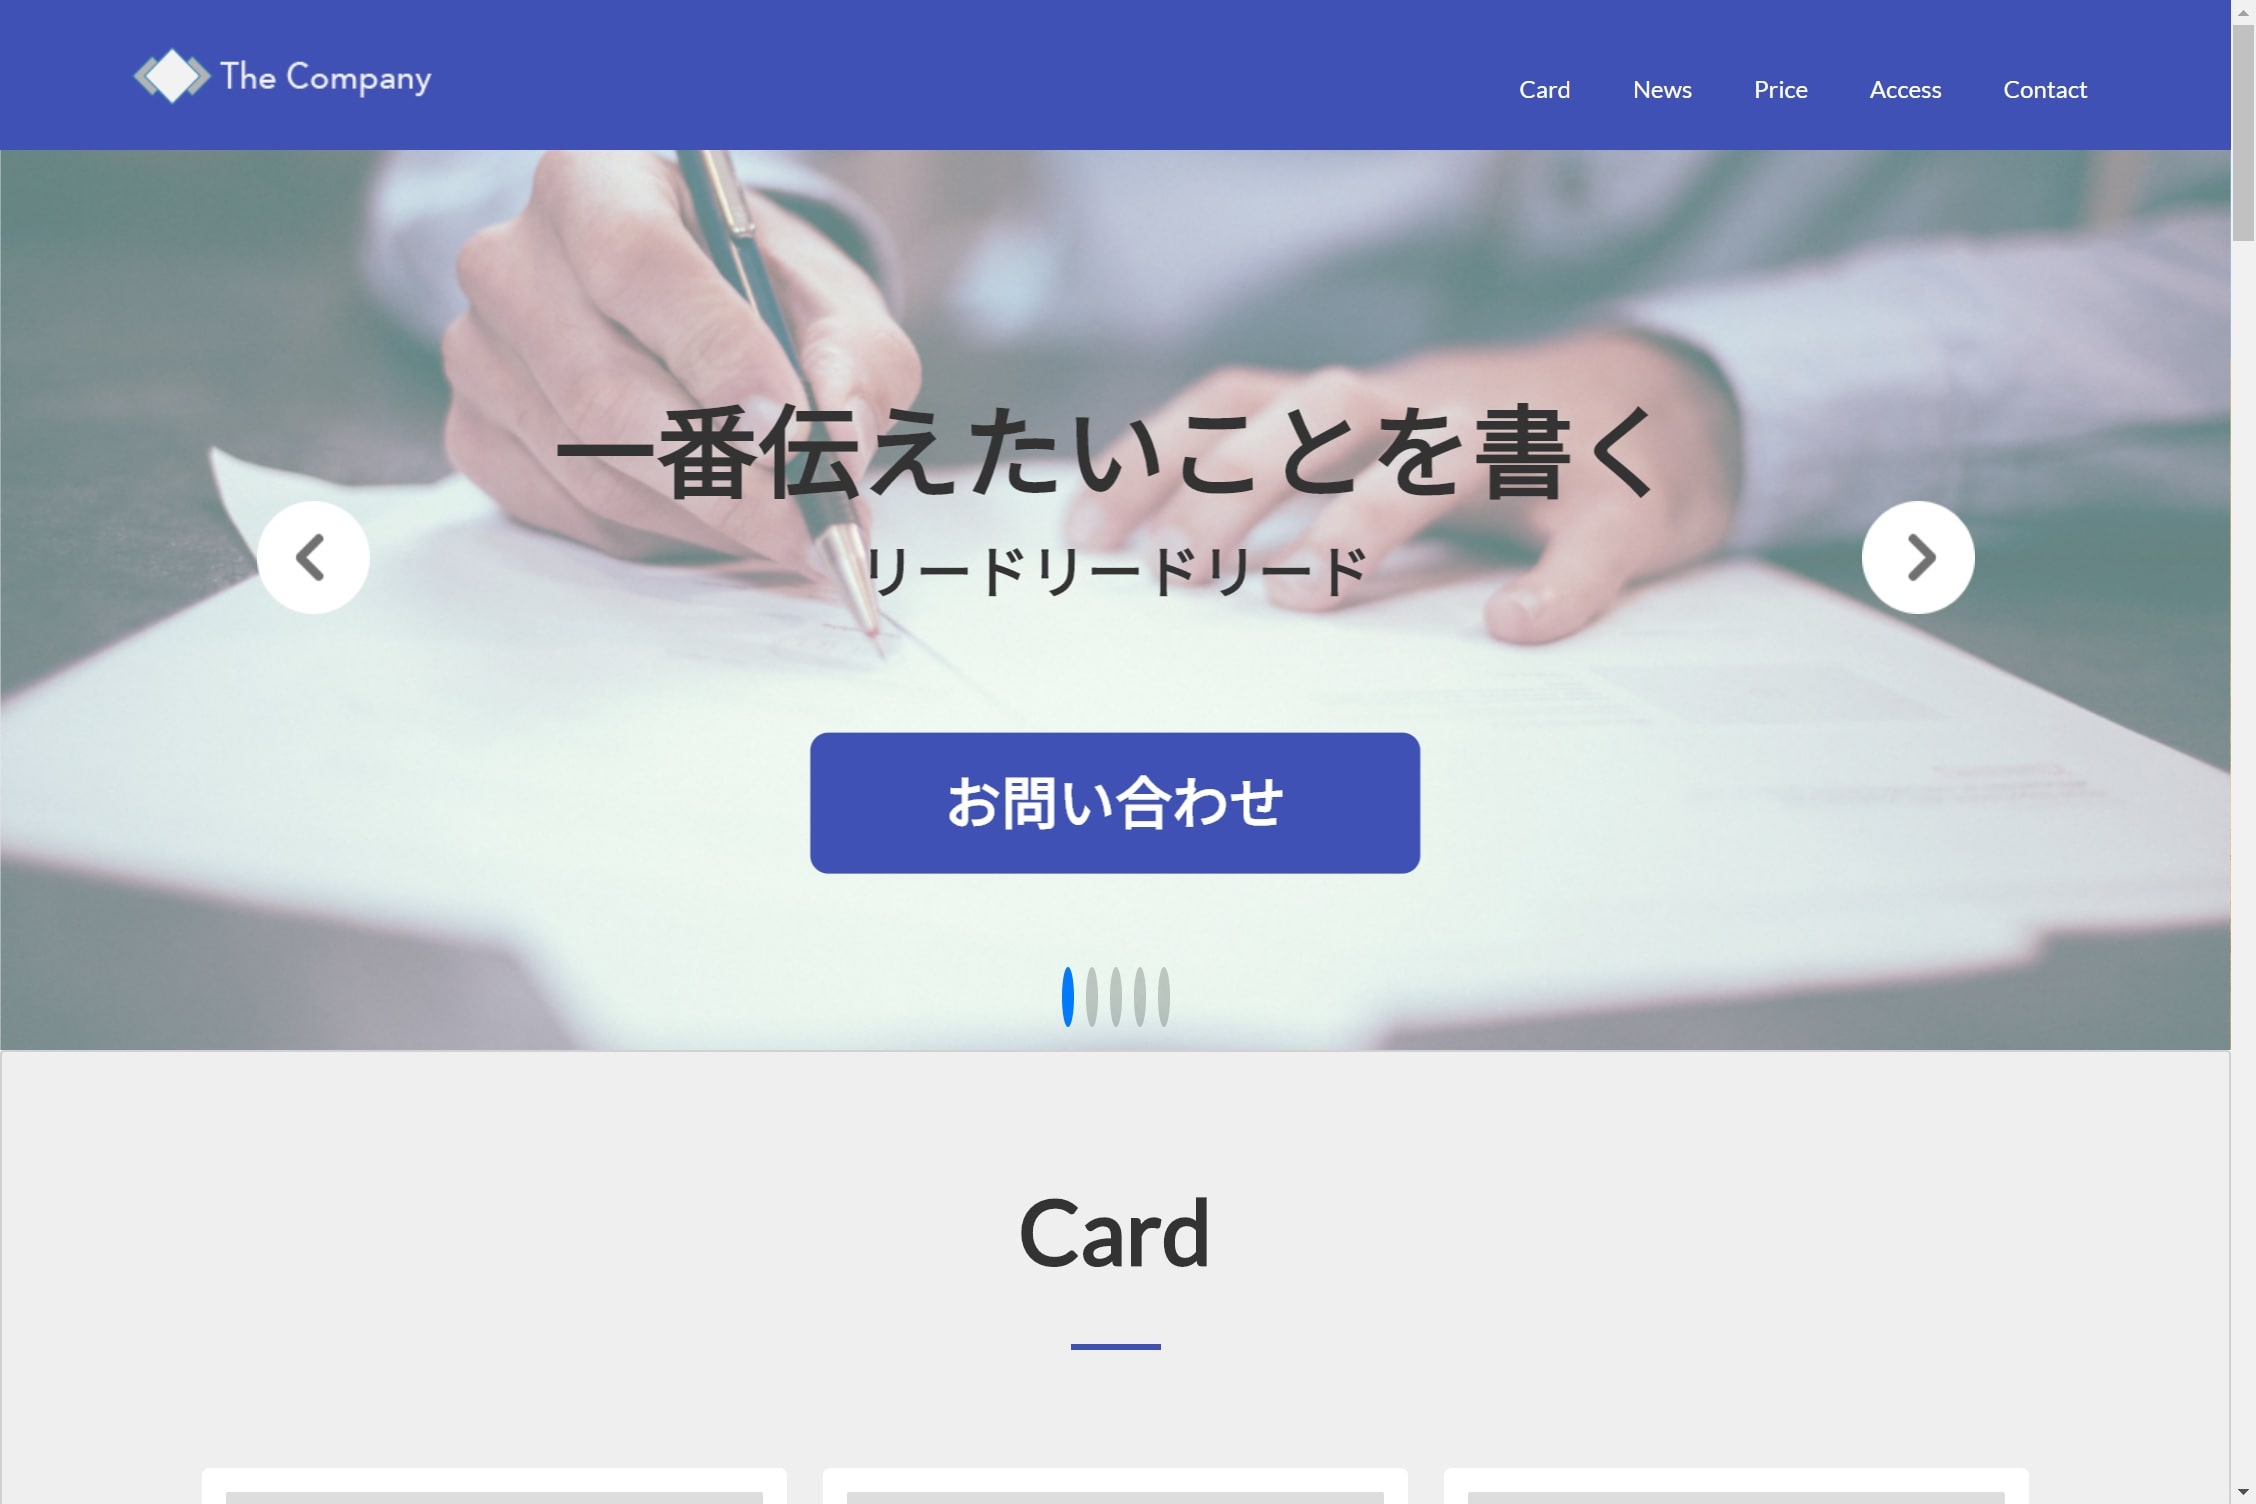 The Company
Card
News
Price
Access
Contact
一番伝えたいことを書く
リードリードリード
お問い合わせ
Card